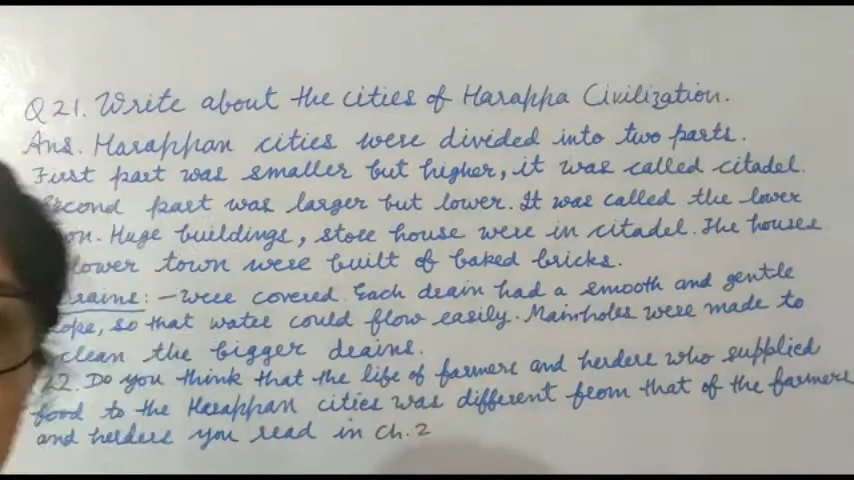 Q 21. Write about the cities of Harappa Civilization.
Ans. Harappan cities were divided into two parts.
First part was smaller but higher, it was called citadel.
Second part was larger but lower. It was called the lower
on. Huge buildings, store house were in citadel. The houses
lower town were built of baked bricks.
Drains: - Were covered. Each drain had a smooth and gentle
lope, so that water could flow easily. Mainholes were made to
clean the bigger drains.
22. Do you think that the life of farmers and herders who supplied
food to the Harappan cities was different from that of the farmers
and herders you read in ch. 2